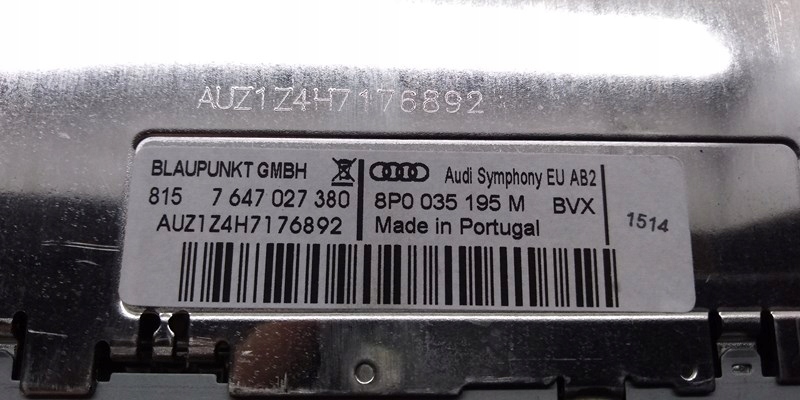 AUZ1Z4H7176892
BLAUPUNKT GMBH
815 7 647 027 380
AUZ1Z4H7176892
Audi Symphony EU AB2
8P0 035 195 M BVX
Made in Portugal
1514